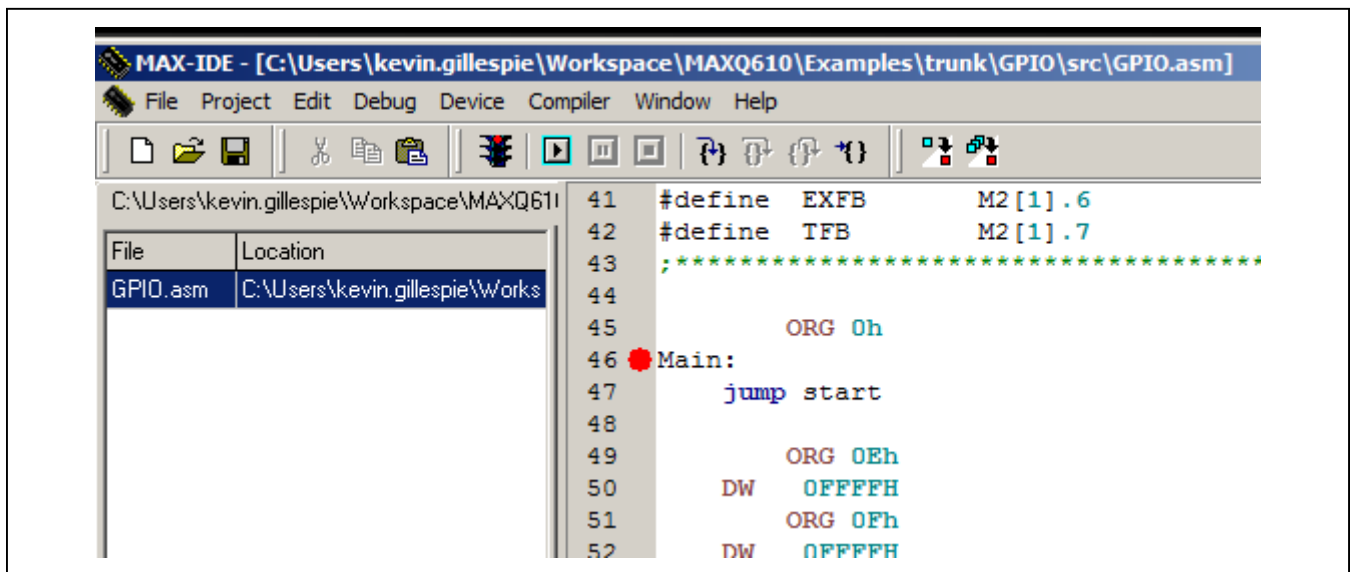 MAX-IDE - [C:\Users\kevin.gillespie\Workspace\MAXQ610\Examples\trunk\GPIO\src\GPIO.asm]
File Project Edit Debug Device Compiler Window Help
C:\Users\kevin.gillespie\Workspace\MAXQ61
File Location
GPIO.asm C:\Users\kevin.gillespie\Works
41 #define EXFB M2[1].6
42 #define TFB M2[1].7
43 ;**************************************
44
45 ORG 0h
46 Main:
47 jump start
48
49 ORG 0Eh
50 DW 0FFFFH
51 ORG 0Fh
52 DW 0FFFFH